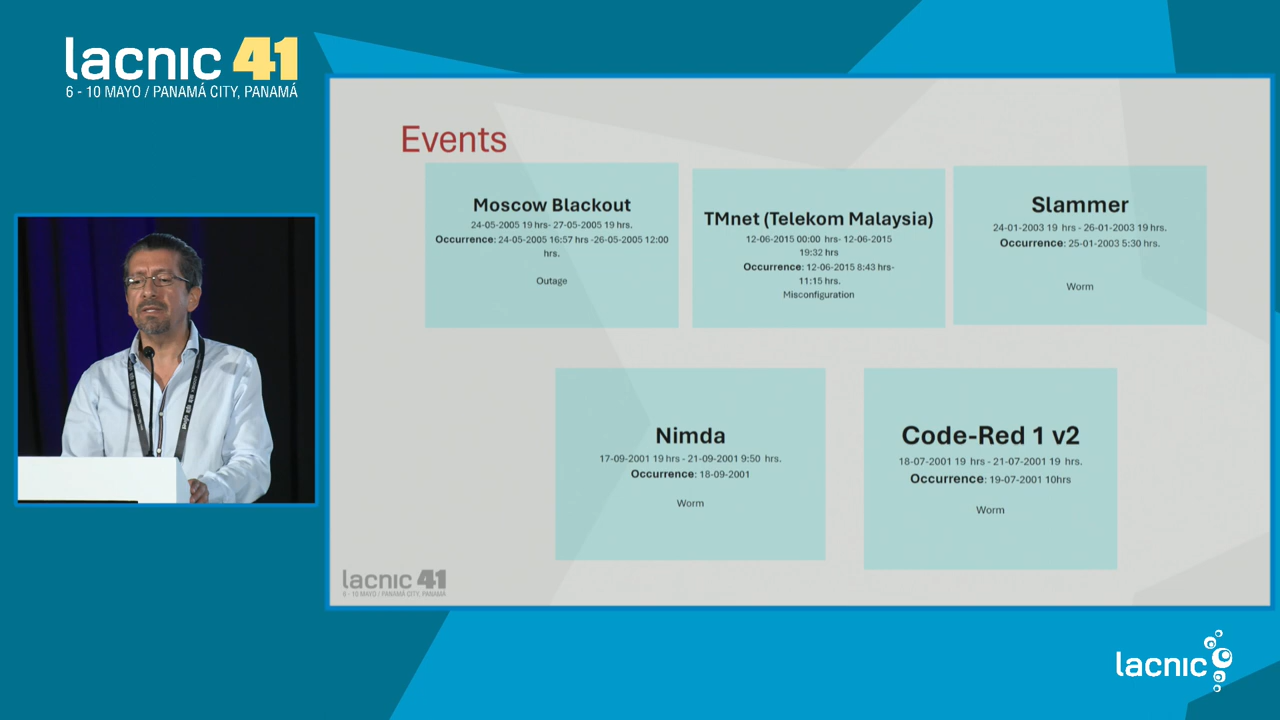 lacnic 41
6 - 10 MAYO / PANAMÁ CITY, PANAMÁ
Events
Moscow Blackout
24-05-2005 19 hrs- 27-05-2005 19 hrs.
Occurrence: 24-05-2005 16:57 hrs -26-05-2005 12:00
hrs.
Outage
TMnet (Telekom Malaysia)
12-06-2015 00:00 hrs- 12-06-2015
19:32 hrs
Occurrence: 12-06-2015 8:43 hrs-
11:15 hrs.
Misconfiguration
Slammer
24-01-2003 19 hrs - 26-01-2003 19 hrs.
Occurrence: 25-01-2003 5:30 hrs.
Worm
Nimda
17-09-2001 19 hrs - 21-09-2001 9:50 hrs.
Occurrence: 18-09-2001
Worm
Code-Red 1 v2
18-07-2001 19 hrs - 21-07-2001 19 hrs.
Occurrence: 19-07-2001 10hrs
Worm
lacnic 41
6 - 10 MAYO / PANAMÁ CITY, PANAMÁ
lacnic